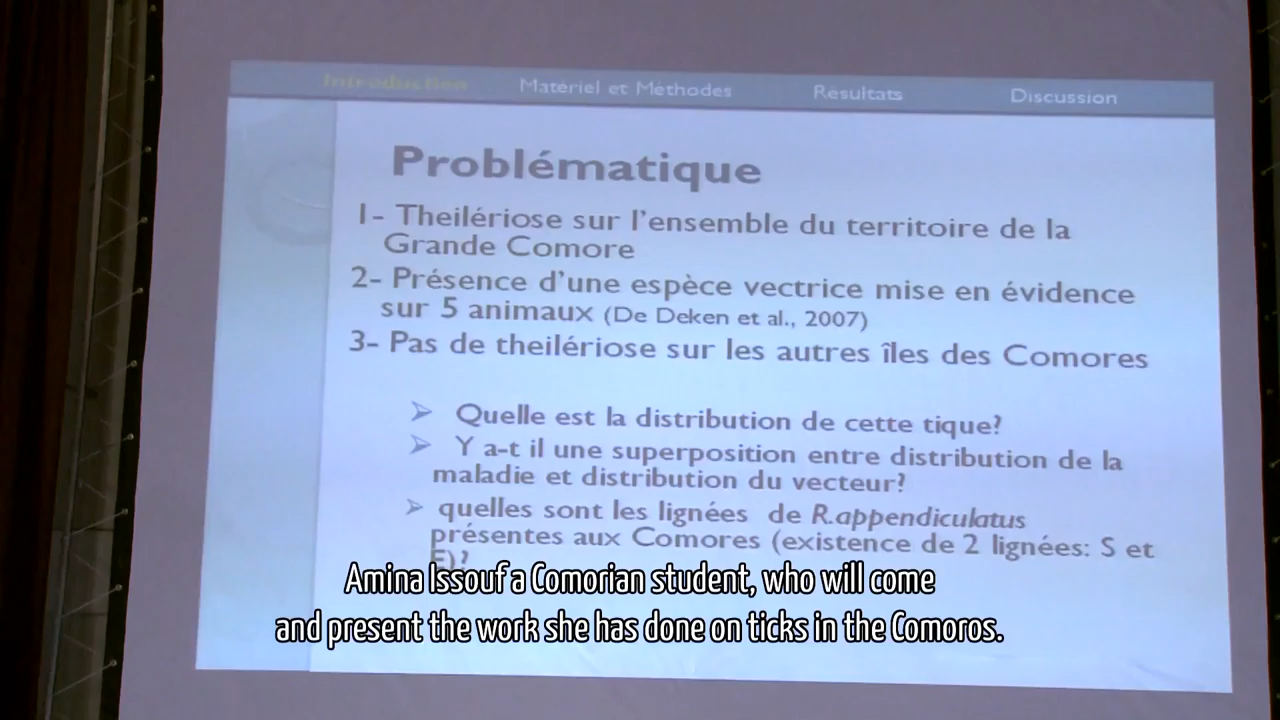 Introduction Matériel et Méthodes Resultats Discussion
Problématique
1- Theilériose sur l'ensemble du territoire de la
Grande Comore
2- Présence d'une espèce vectrice mise en évidence
sur 5 animaux (De Deken et al., 2007)
3- Pas de theilériose sur les autres îles des Comores
Quelle est la distribution de cette tique?
Y a-t il une superposition entre distribution de la
maladie et distribution du vecteur?
quelles sont les lignées de R.appendiculatus
présentes aux Comores (existence de 2 lignées: S et
E)?
Amina Issouf a Comorian student, who will come
and present the work she has done on ticks in the Comoros.